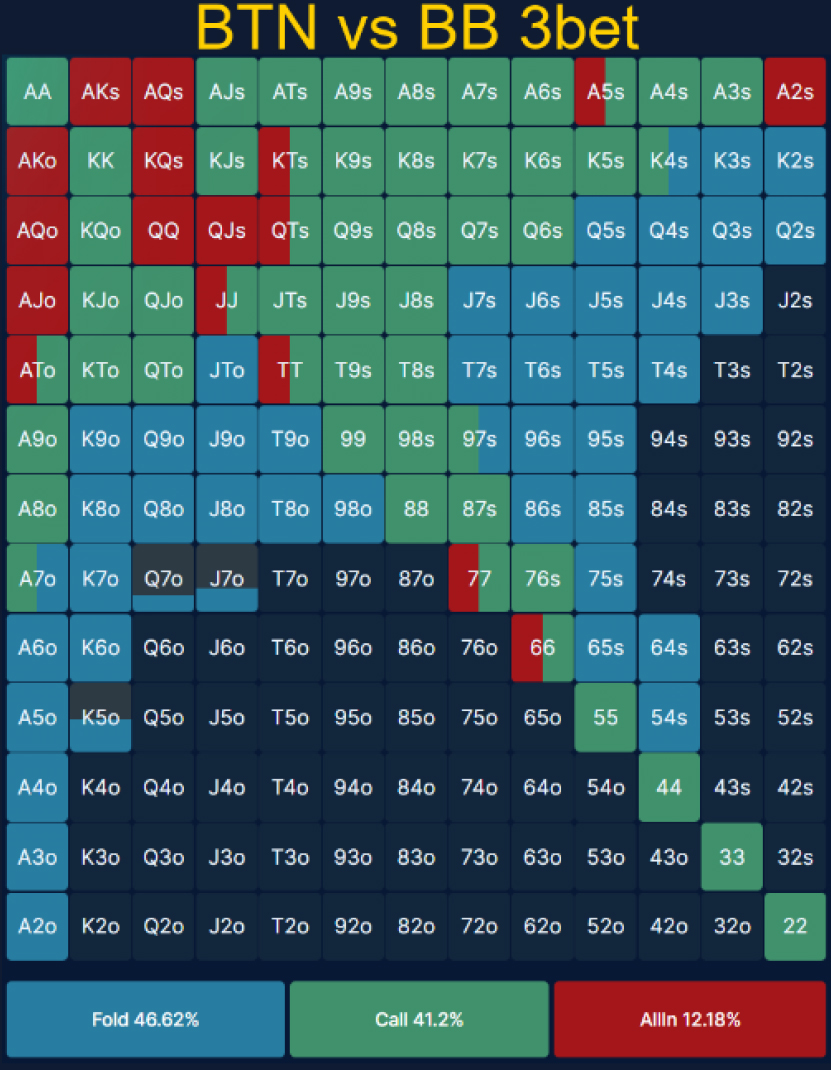 BTN vs BB 3bet
AA AKs AQs AJs ATs A9s A8s A7s A6s A5s A4s A3s A2s
AKo KK KQs KJs KTs K9s K8s K7s K6s K5s K4s K3s K2s
AQo KQo QQ QJs QTs Q9s Q8s Q7s Q6s Q5s Q4s Q3s Q2s
AJo KJo QJo JJ JTs J9s J8s J7s J6s J5s J4s J3s J2s
ATo KTo QTo JTo TT T9s T8s T7s T6s T5s T4s T3s T2s
A9o K9o Q9o J9o T9o 99 98s 97s 96s 95s 94s 93s 92s
A8o K8o Q8o J8o T8o 98o 88 87s 86s 85s 84s 83s 82s
A7o K7o Q7o J7o T7o 97o 87o 77 76s 75s 74s 73s 72s
A6o K6o Q6o J6o T6o 96o 86o 76o 66 65s 64s 63s 62s
A5o K5o Q5o J5o T5o 95o 85o 75o 65o 55 54s 53s 52s
A4o K4o Q4o J4o T4o 94o 84o 74o 64o 54o 44 43s 42s
A3o K3o Q3o J3o T3o 93o 83o 73o 63o 53o 43o 33 32s
A2o K2o Q2o J2o T2o 92o 82o 72o 62o 52o 42o 32o 22
Fold 46.62% Call 41.2% AllIn 12.18%